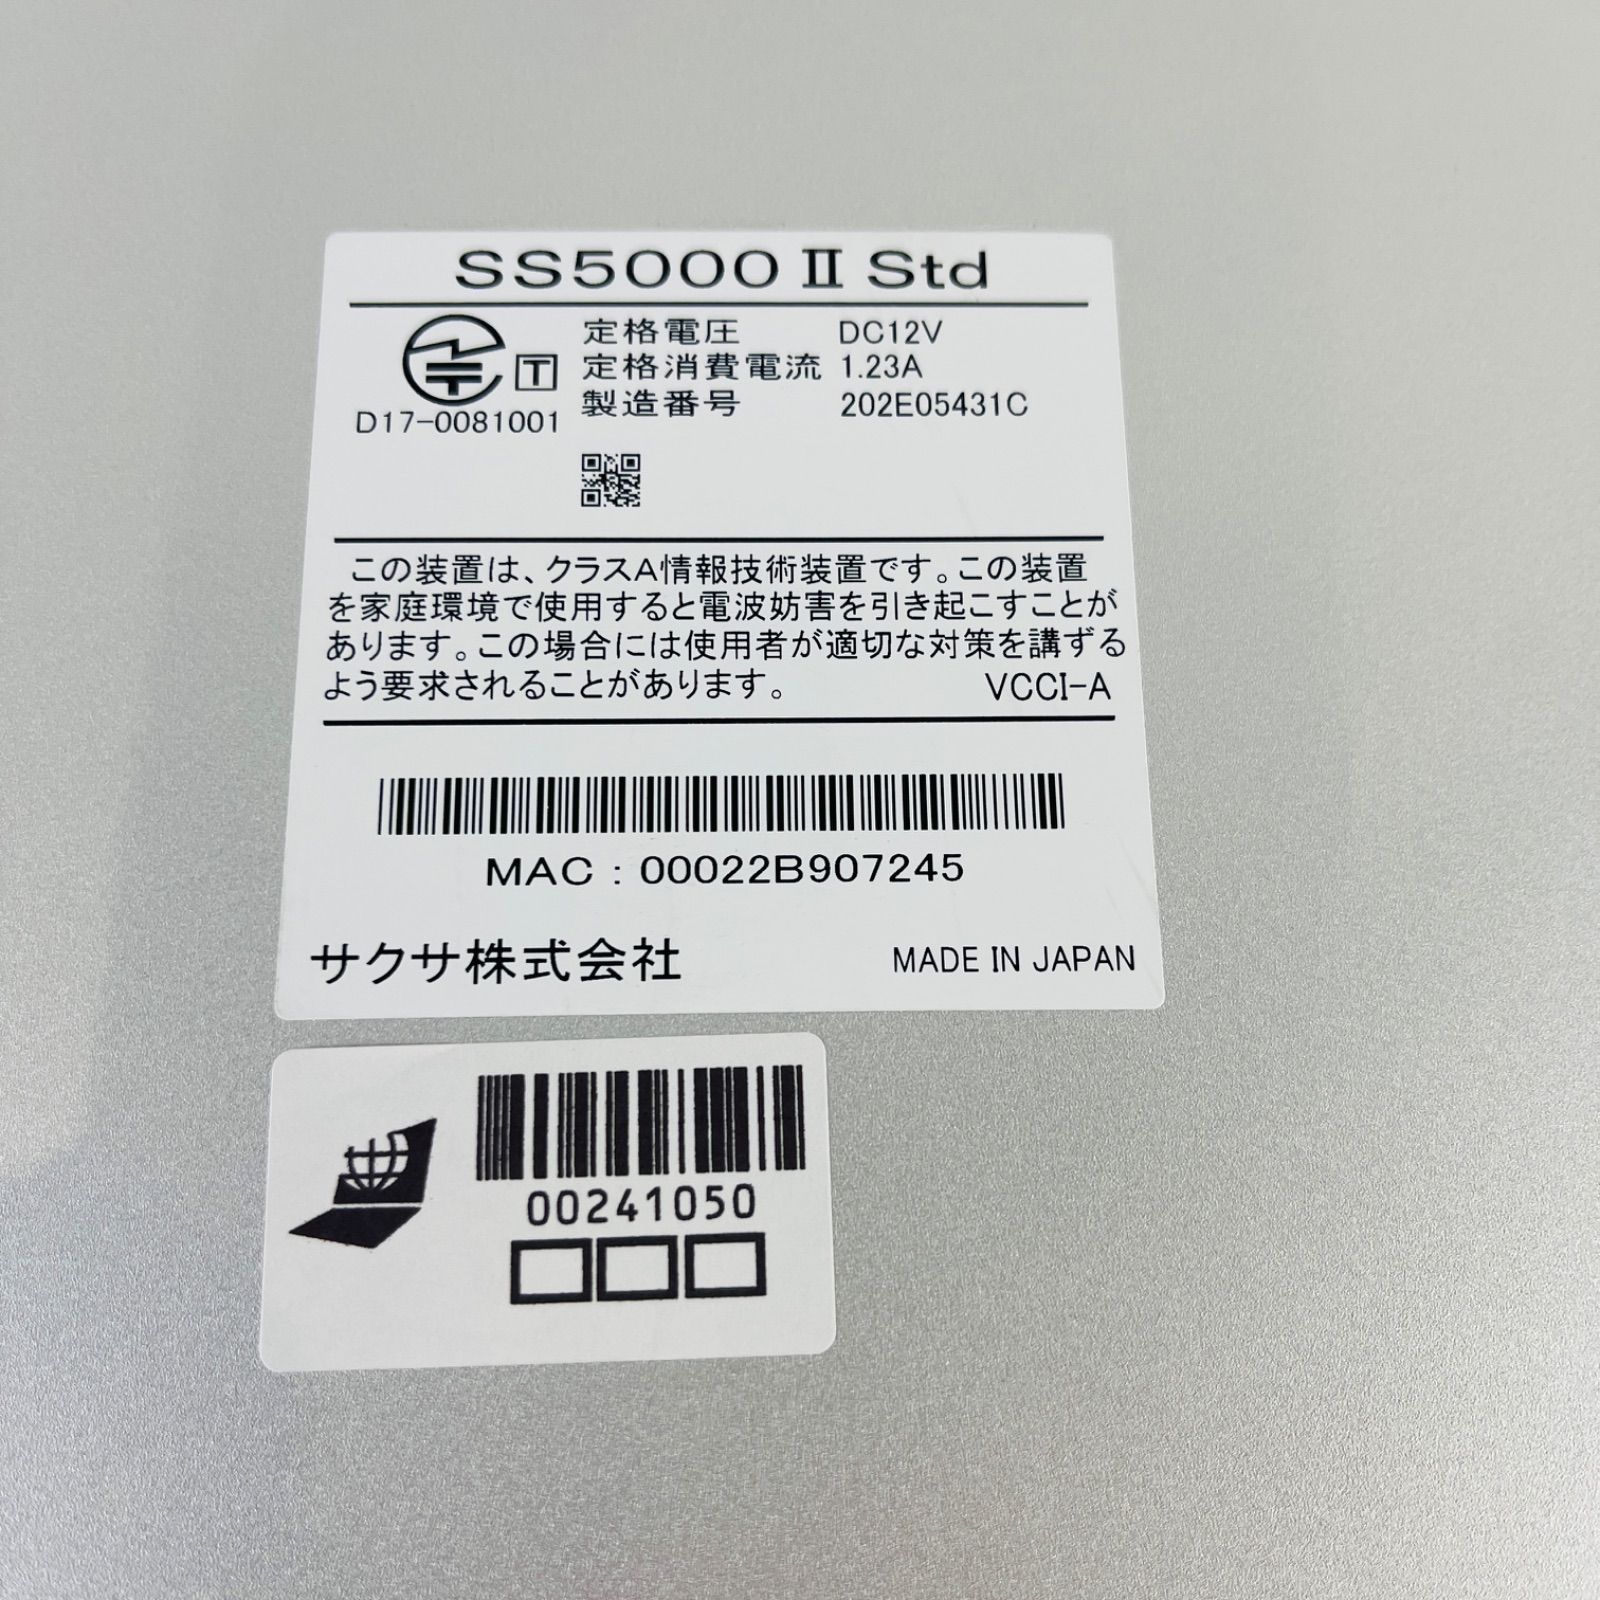 SS5000 II Std
定格電圧 DC12V
定格消費電流 1.23A
T
製造番号 202E05431C
D17-0081001
この装置は、クラスA情報技術装置です。この装置
を家庭環境で使用すると電波妨害を引き起こすことが
あります。この場合には使用者が適切な対策を講ずる
よう要求されることがあります。 VCCI-A
MAC : 00022B907245
サクサ株式会社 MADE IN JAPAN
00241050